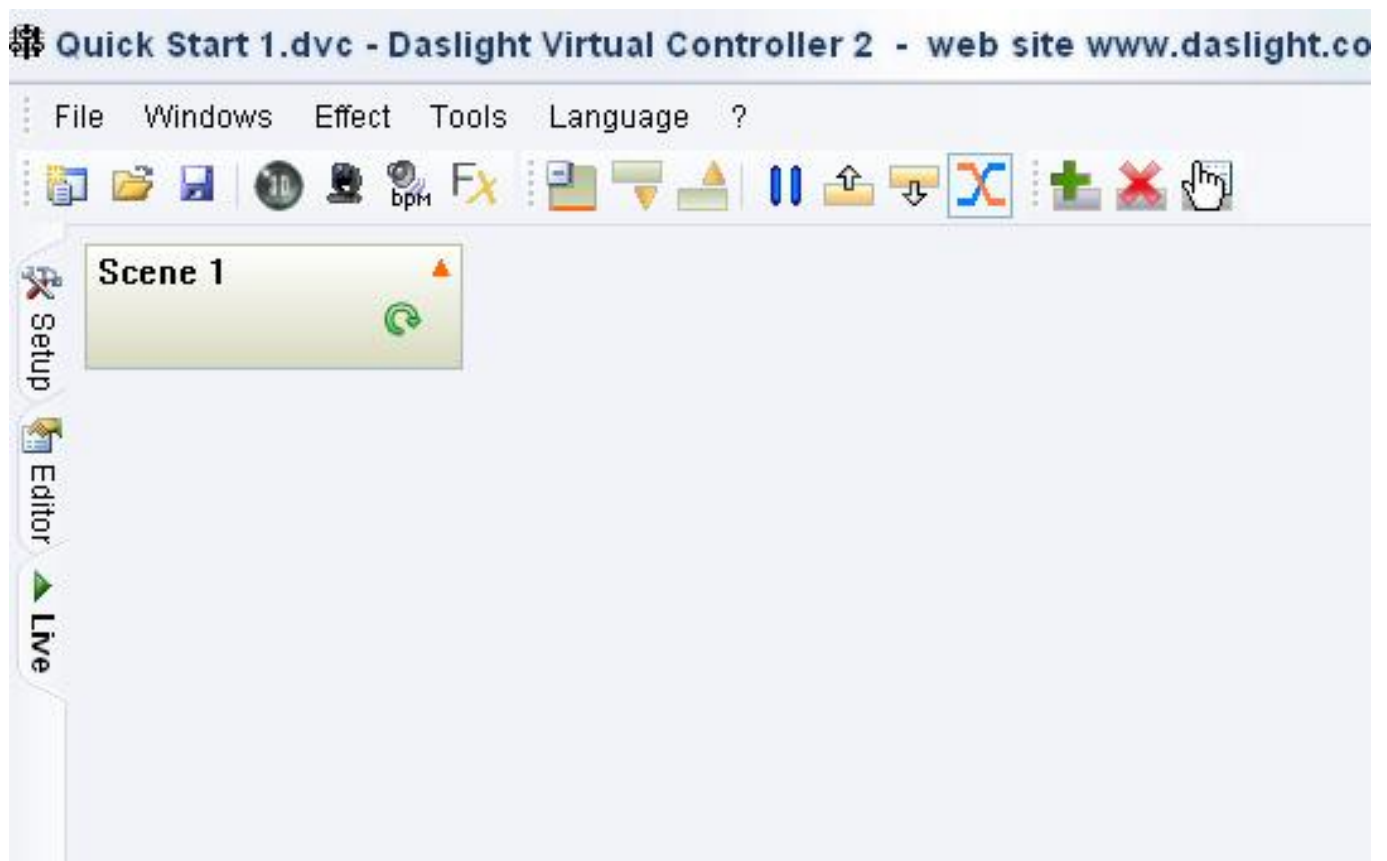 Quick Start 1.dvc - Daslight Virtual Controller 2 - web site www.daslight.co
File Windows Effect Tools Language ?
3D bpm Fx
Scene 1
Setup
Editor
Live